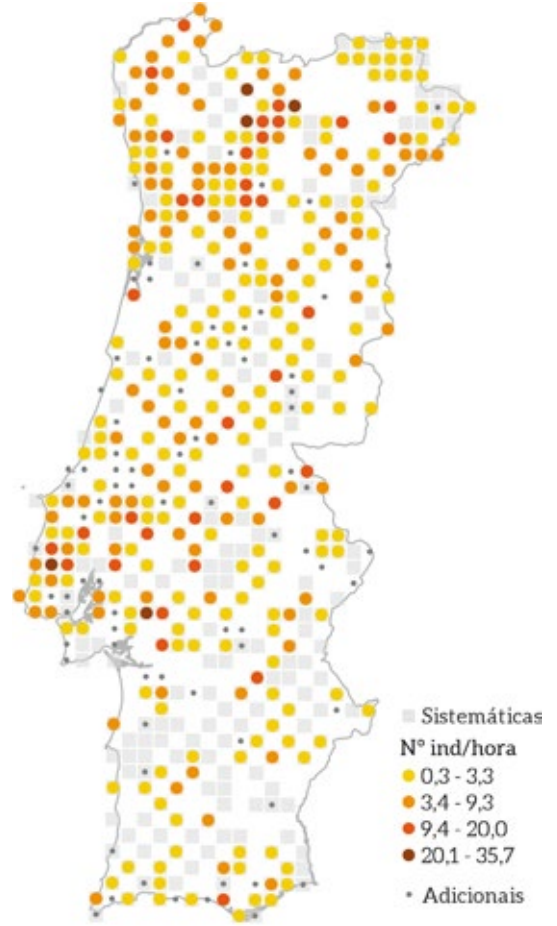 Sistemáticas
N° ind/hora
0,3 - 3,3
3,4 - 9,3
9,4 - 20,0
20,1 - 35,7
Adicionais